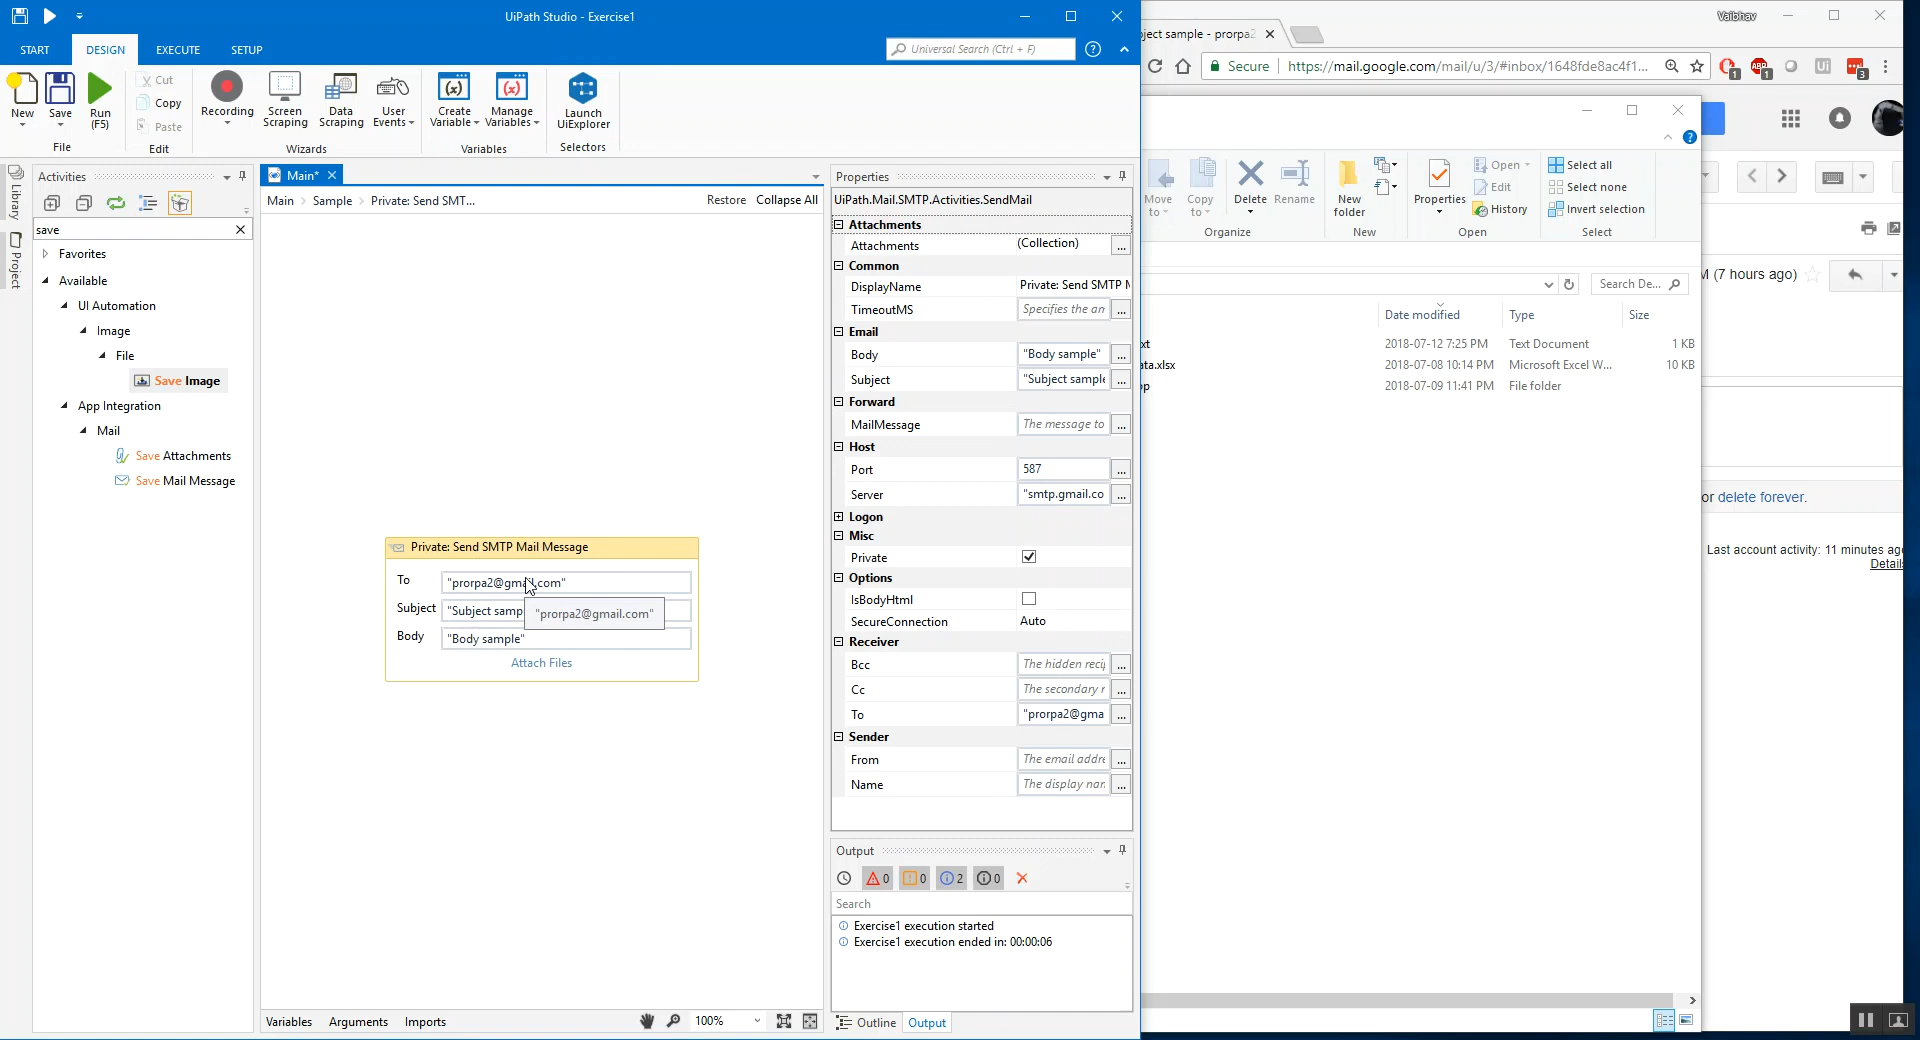 UiPath Studio - Exercise1
START
DESIGN
EXECUTE
SETUP
Universal Search (Ctrl + F)
New
Save
Run
(F5)
File
Cut
Copy
Paste
Edit
Recording
Screen
Scraping
Data
Scraping
User
Events
Wizards
Create
Variable
Manage
Variables
Variables
Launch
UiExplorer
Selectors
Library
Project
Activities
save
Favorites
Available
UI Automation
Image
File
Save Image
App Integration
Mail
Save Attachments
Save Mail Message
Main*
Main
Sample
Private: Send SMT...
Restore
Collapse All
Private: Send SMTP Mail Message
To
"prorpa2@gmail.com"
Subject
"Subject samp
"prorpa2@gmail.com"
Body
"Body sample"
Attach Files
Variables
Arguments
Imports
100%
Properties
UiPath.Mail.SMTP.Activities.SendMail
Attachments
Attachments (Collection) ...
Common
DisplayName Private: Send SMTP M
TimeoutMS Specifies the an ...
Email
Body "Body sample" ...
Subject "Subject sample ...
Forward
MailMessage The message to ...
Host
Port 587 ...
Server "smtp.gmail.co ...
Logon
Misc
Private
Options
IsBodyHtml
SecureConnection Auto
Receiver
Bcc The hidden recip ...
Cc The secondary r ...
To "prorpa2@gma ...
Sender
From The email addre ...
Name The display nan ...
Output
0
0
2
0
Search
Exercise1 execution started
Exercise1 execution ended in: 00:00:06
Outline
Output
Vaibhav
ject sample - prorpa2
Secure
https://mail.google.com/mail/u/3/#inbox/1648fde8ac4f1...
1
1
3
Move
to
Copy
to
Delete
Rename
Organize
New
folder
New
Properties
Open
Edit
History
Open
Select all
Select none
Invert selection
Select
Search De...
Date modified
Type
Size
xt
2018-07-12 7:25 PM
Text Document
1 KB
ata.xlsx
2018-07-08 10:14 PM
Microsoft Excel W...
10 KB
2018-07-09 11:41 PM
File folder
M (7 hours ago)
or delete forever.
Last account activity: 11 minutes ago
Details